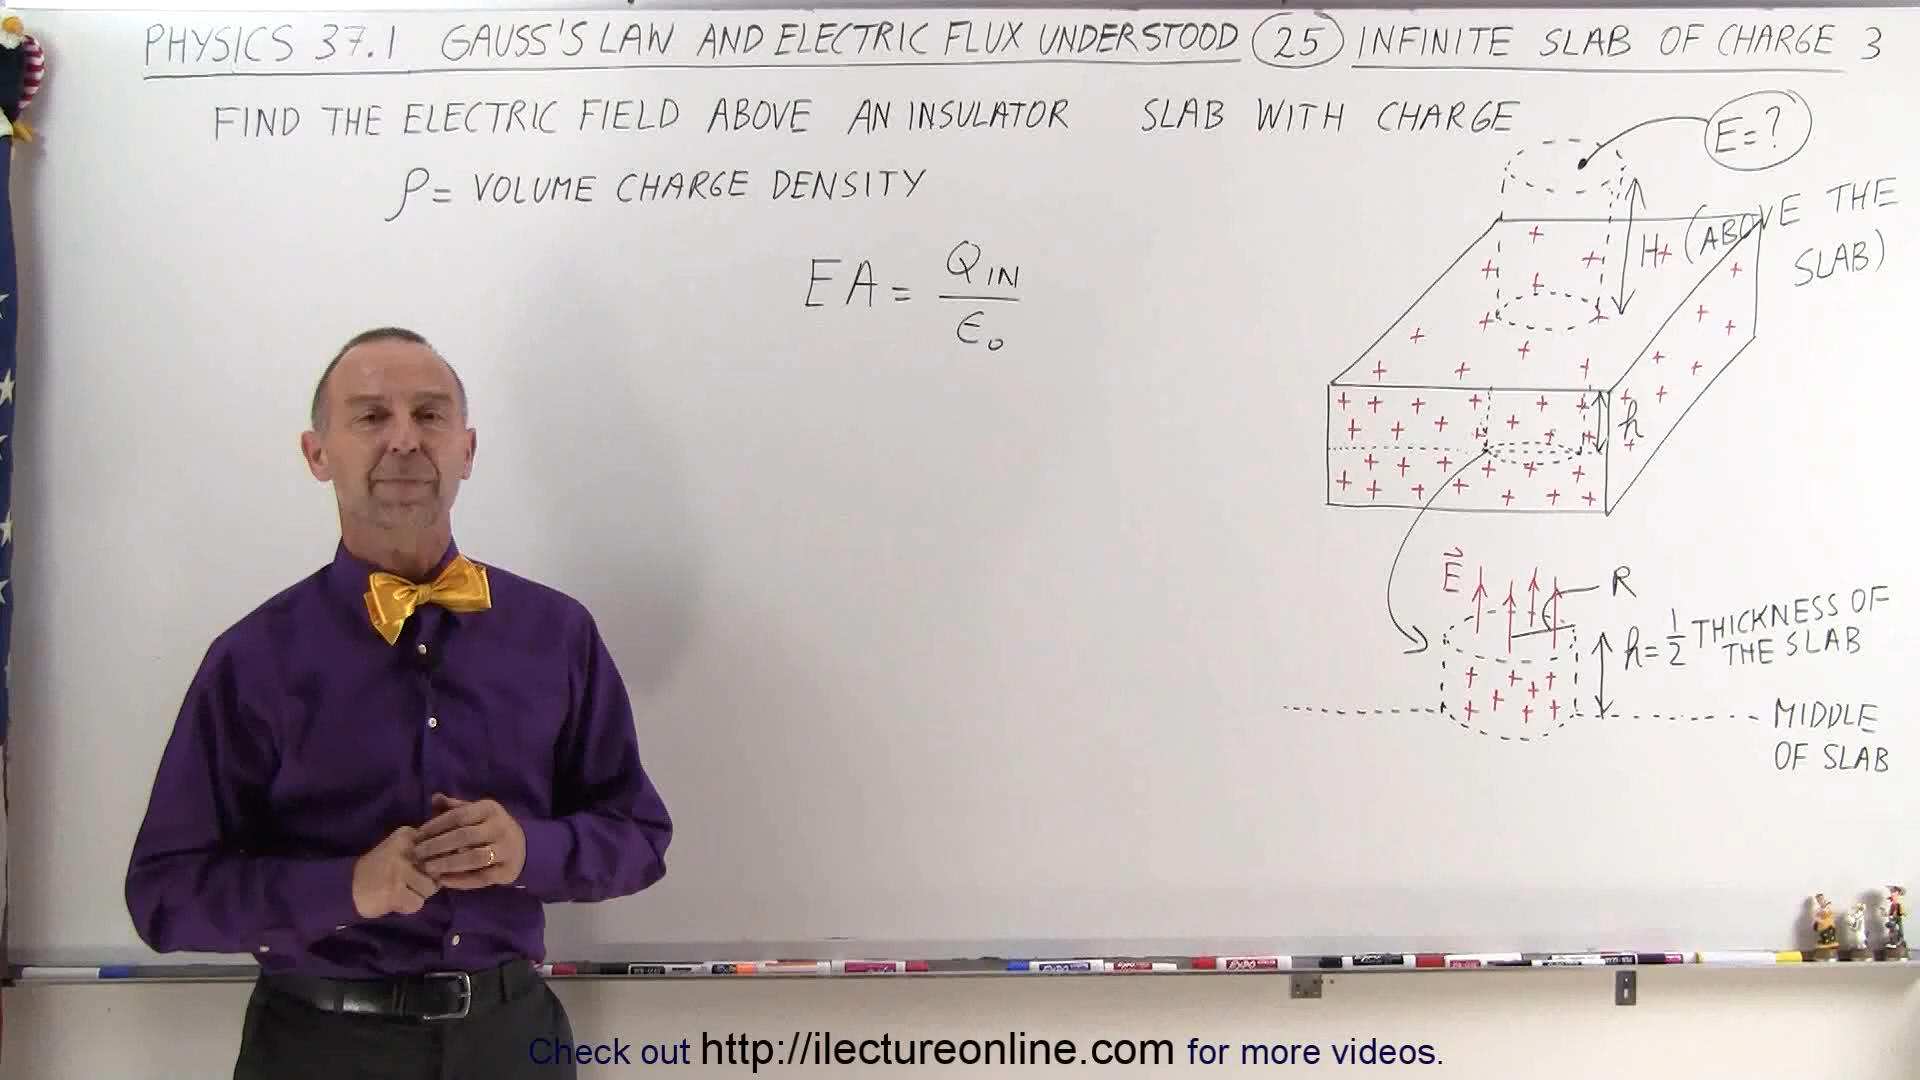 PHYSICS 37.1 GAUSS'S LAW AND ELECTRIC FLUX UNDERSTOOD 25 INFINITE SLAB OF CHARGE 3
FIND THE ELECTRIC FIELD ABOVE AN INSULATOR SLAB WITH CHARGE
E=?
ρ = VOLUME CHARGE DENSITY
EA = Q_IN / ϵ₀
H (ABOVE THE
SLAB)
h
E⃗
R
h = 1/2 THICKNESS OF
THE SLAB
MIDDLE
OF SLAB
Check out http://ilectureonline.com for more videos.